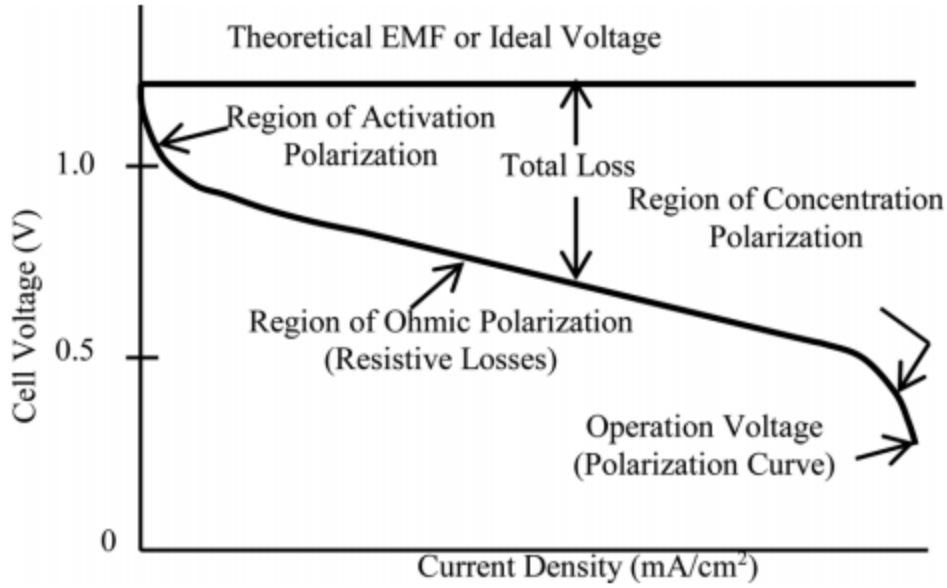 Theoretical EMF or Ideal Voltage
Region of Activation
Polarization
1.0
Total Loss
Region of Concentration
Polarization
Cell Voltage (V)
Region of Ohmic Polarization
(Resistive Losses)
0.5
Operation Voltage
(Polarization Curve)
0
Current Density (mA/cm²)